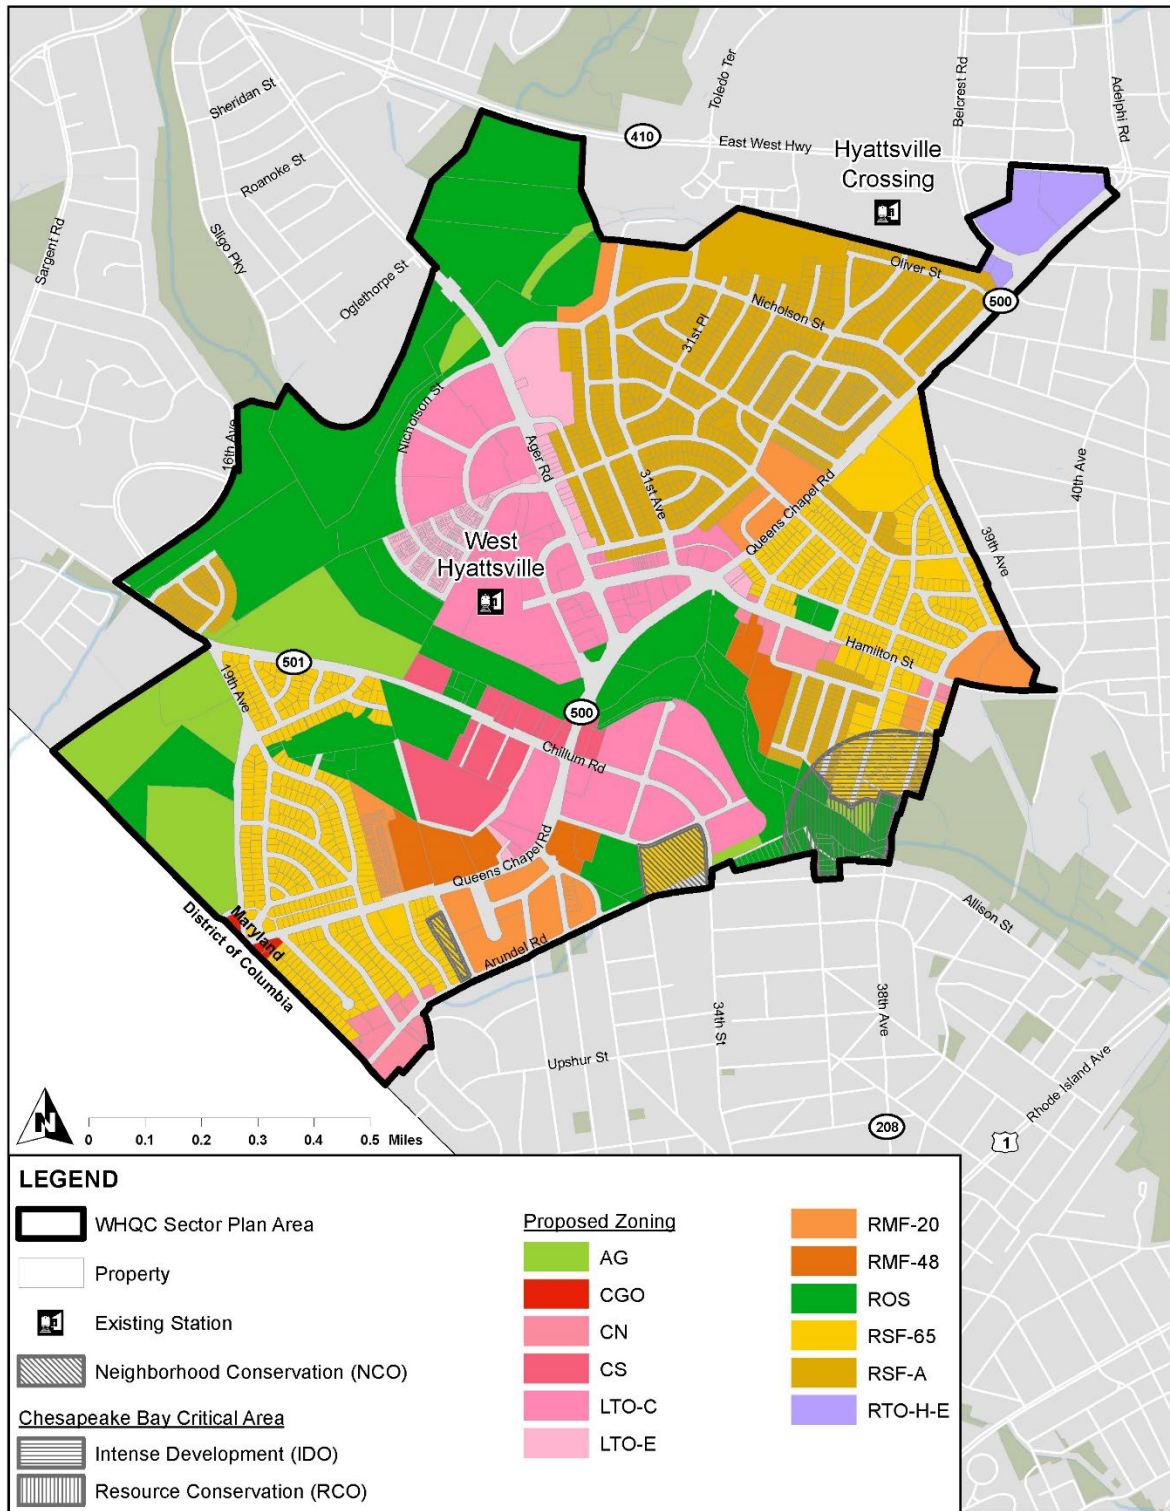 Sheridan St
Toledo Ter
Belcrest Rd
Adelphi Rd
410
East West Hwy
Roanoke St
Hyattsville
Crossing
Sargent Rd
Sligo Pky
Oglethorpe St
Oliver St
500
Nicholson St
31st Pl
Nicholson St
16th Ave
Ager Rd
31st Ave
Queens Chapel Rd
40th Ave
39th Ave
West
Hyattsville
Hamilton St
501
19th Ave
500
Chillum Rd
Queens Chapel Rd
Maryland
District of Columbia
Arundel Rd
Allison St
38th Ave
34th St
Upshur St
Rhode Island Ave
208
1
N
0 0.1 0.2 0.3 0.4 0.5 Miles
LEGEND
WHQC Sector Plan Area
Property
Existing Station
Neighborhood Conservation (NCO)
Chesapeake Bay Critical Area
Intense Development (IDO)
Resource Conservation (RCO)
Proposed Zoning
AG
CGO
CN
CS
LTO-C
LTO-E
RMF-20
RMF-48
ROS
RSF-65
RSF-A
RTO-H-E